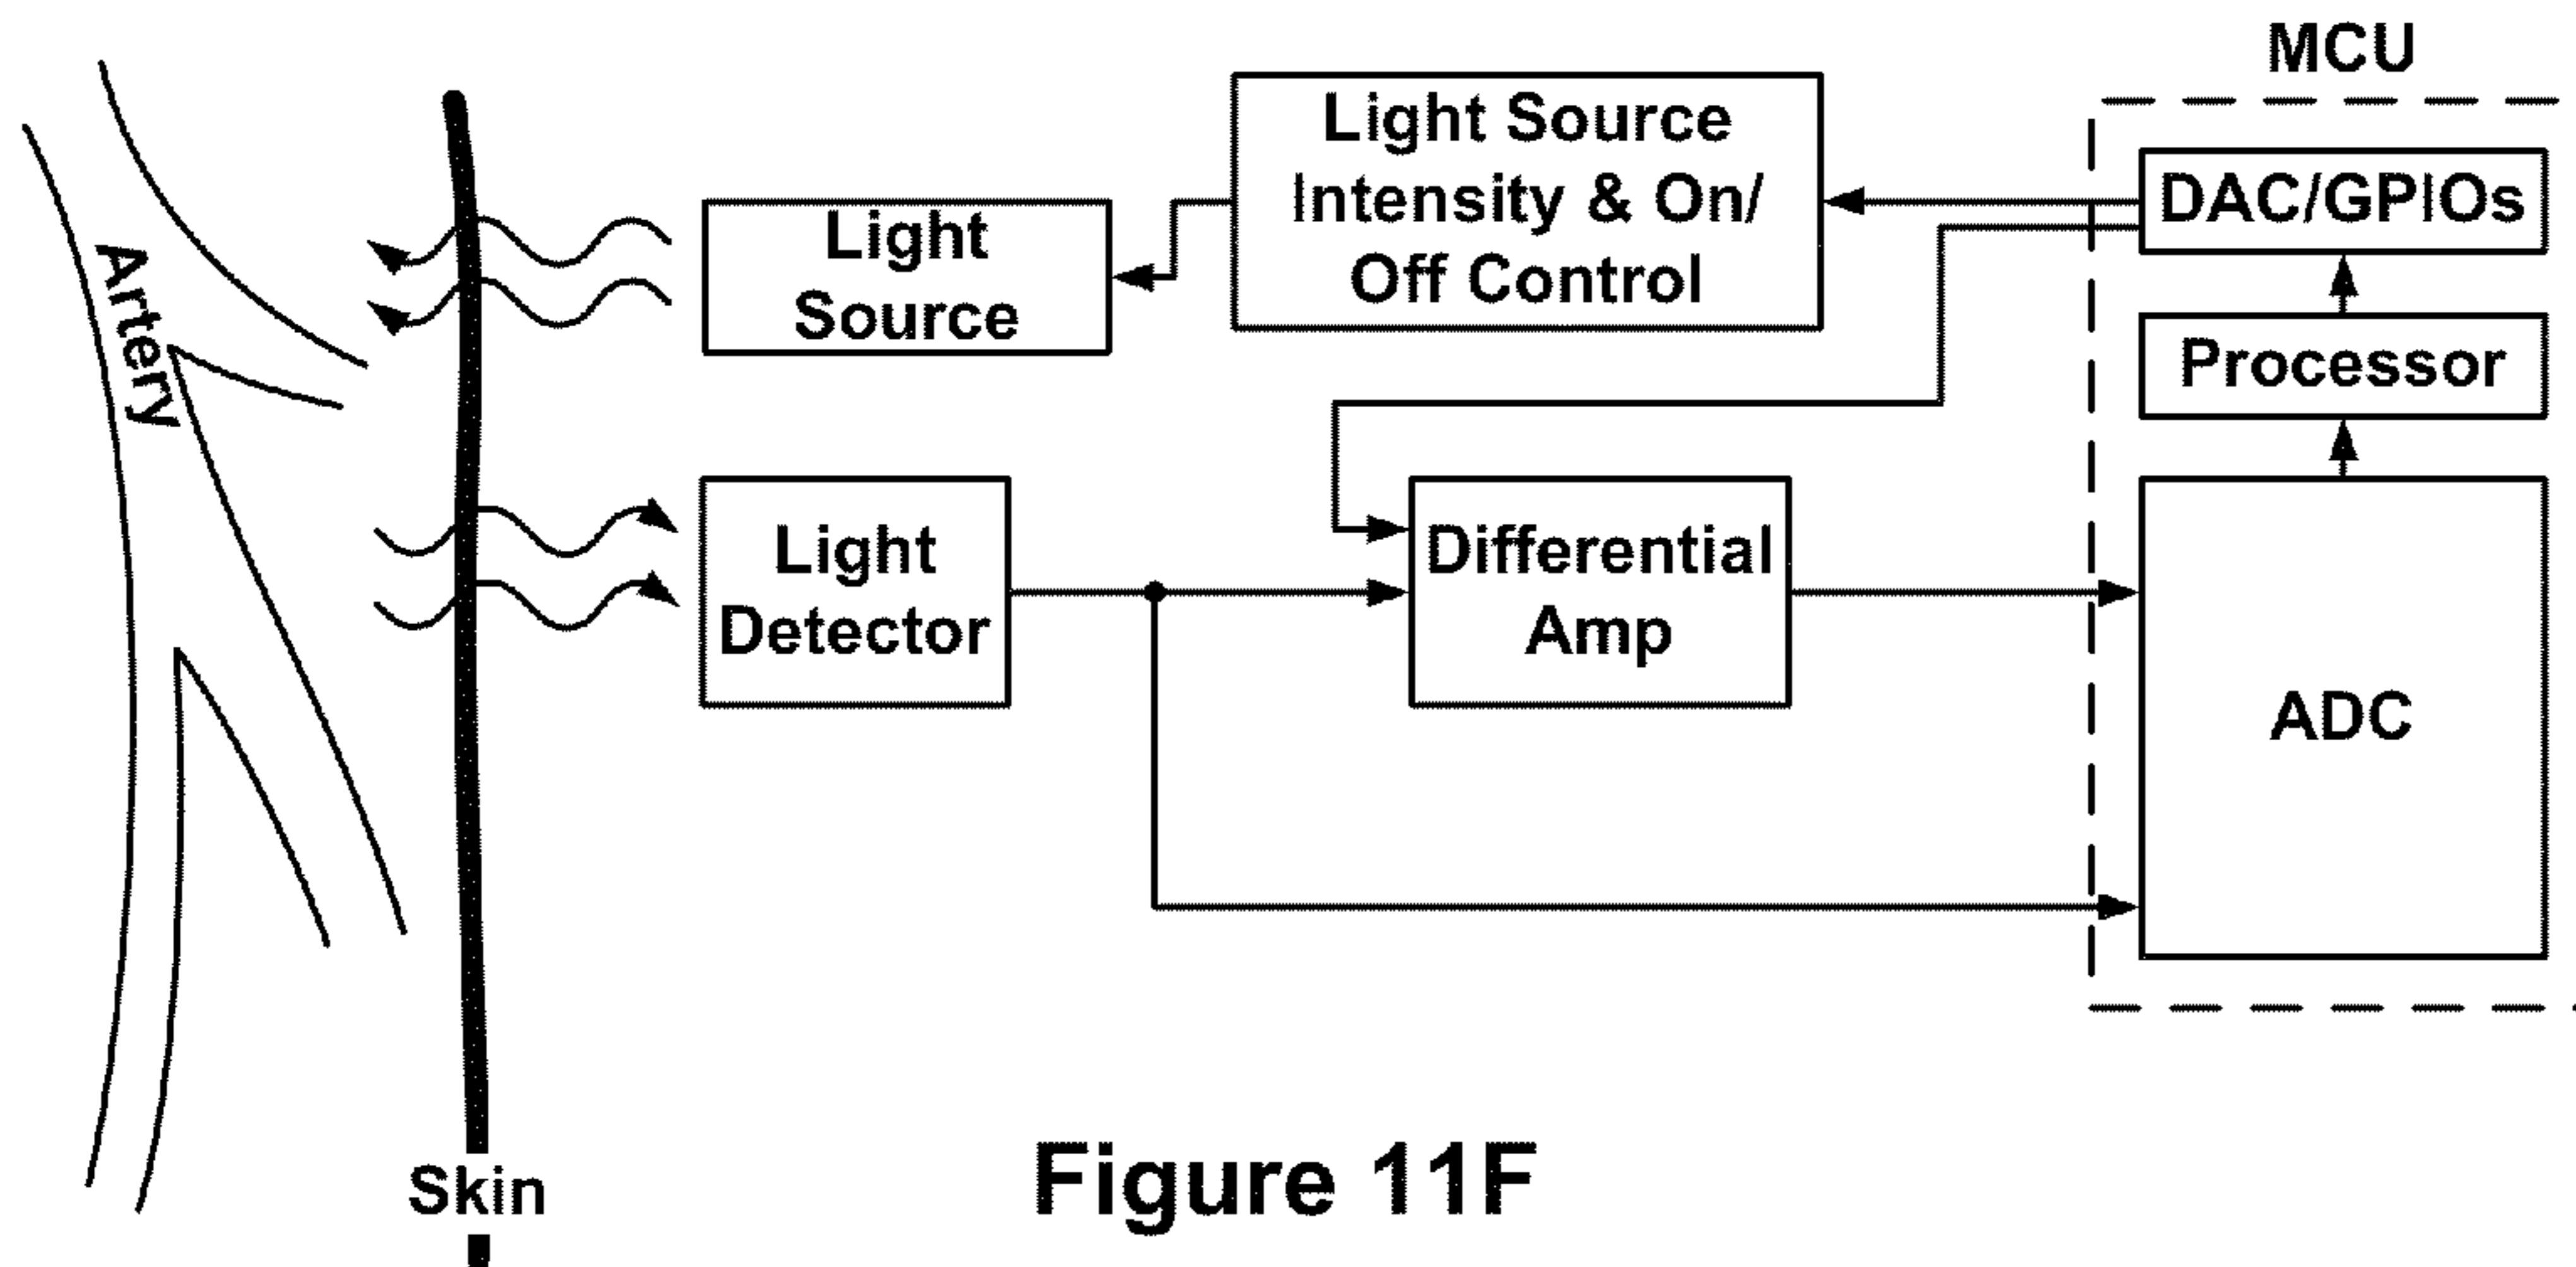 MCU
Light Source
Intensity & On/
Off Control
DAC/GPIOs
Light
Source
Processor
Artery
Light
Detector
Differential
Amp
ADC
Skin
Figure 11F